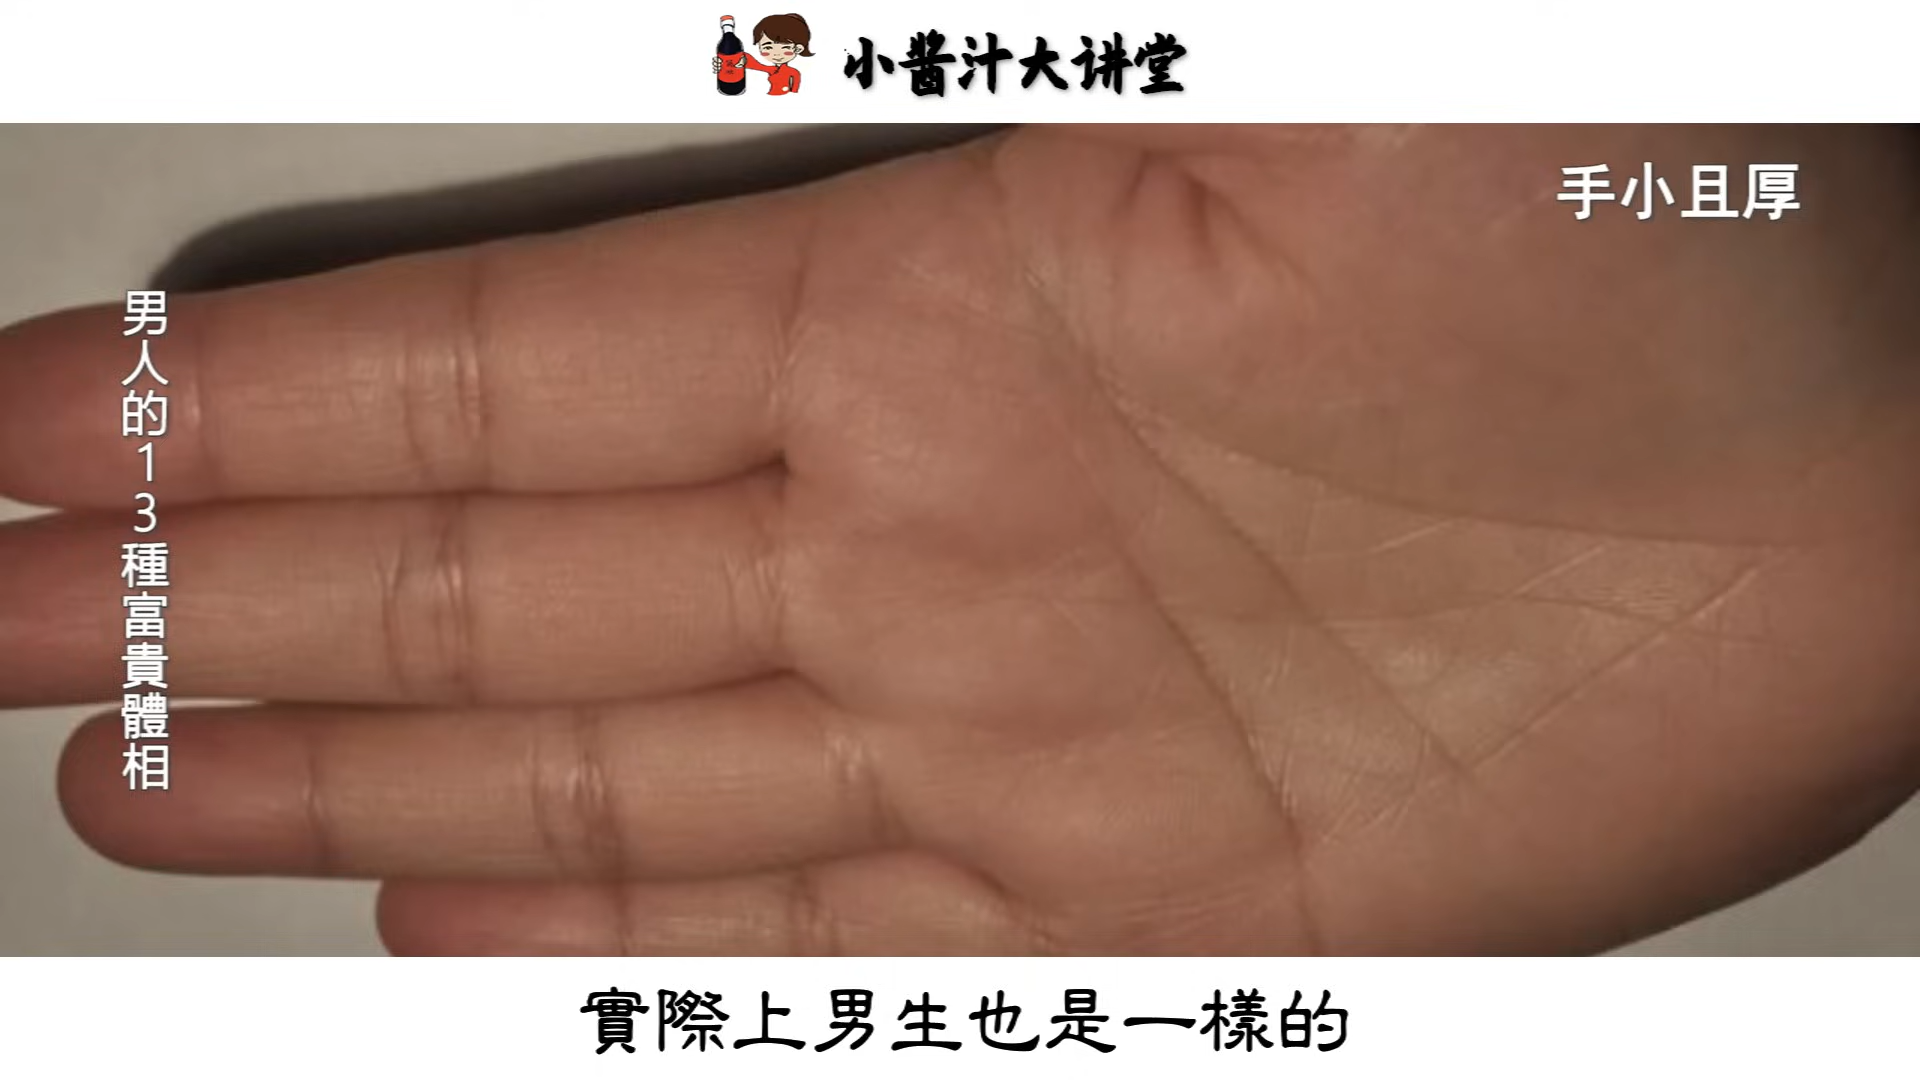 小酱汁大讲堂
手小且厚
男人的13種富貴體相
實際上男生也是一樣的